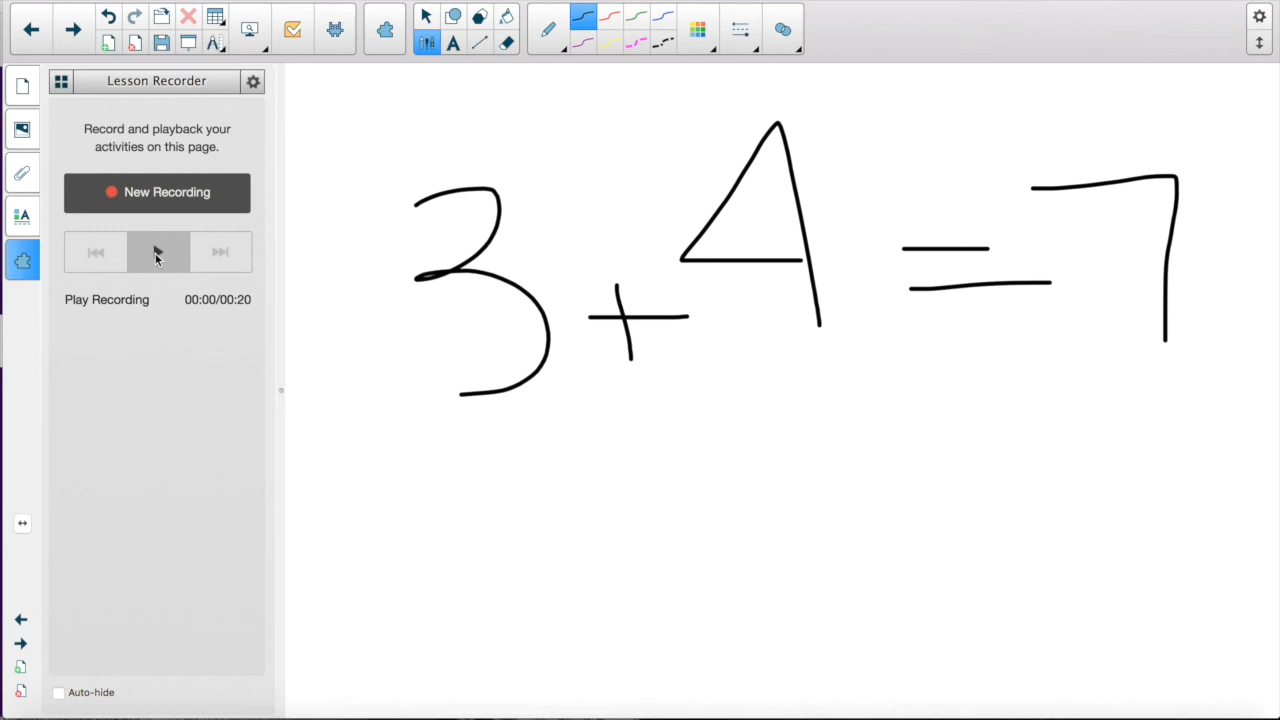 Lesson Recorder
Record and playback your
activities on this page.
New Recording
Play Recording 00:00/00:20
Auto-hide
3+4=7